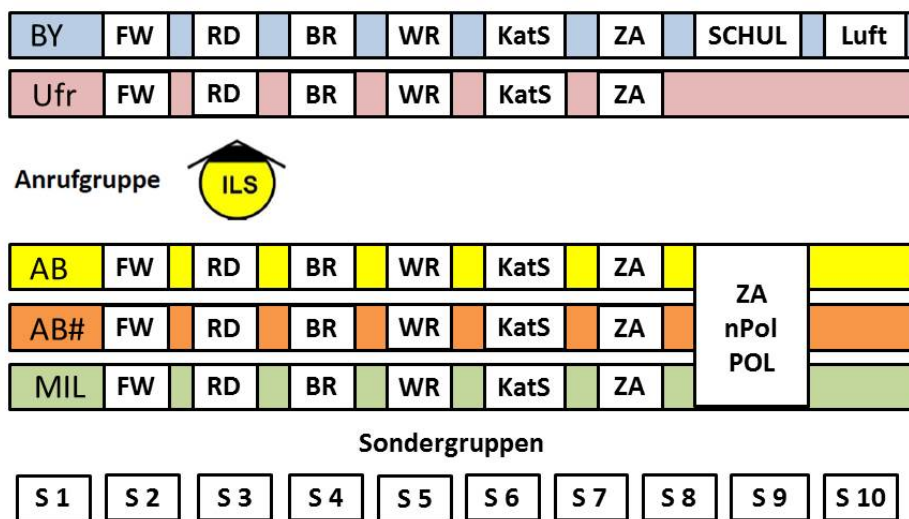 BY FW RD BR WR KatS ZA SCHUL Luft
Ufr FW RD BR WR KatS ZA
Anrufgruppe ILS
AB FW RD BR WR KatS ZA
AB# FW RD BR WR KatS ZA
MIL FW RD BR WR KatS ZA
ZA
nPol
POL
Sondergruppen
S 1 S 2 S 3 S 4 S 5 S 6 S 7 S 8 S 9 S 10